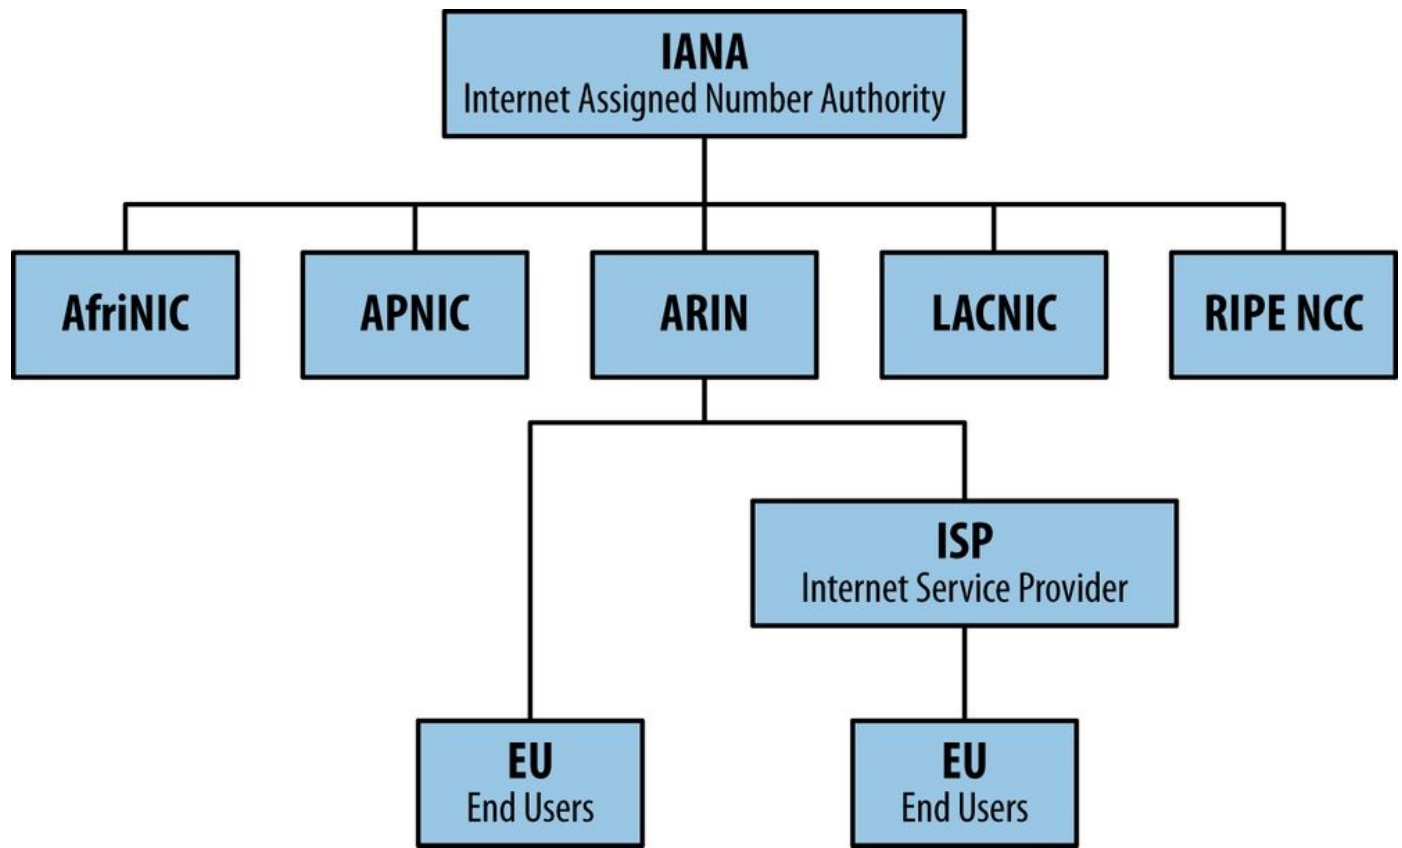 IANA
Internet Assigned Number Authority
AfriNIC
APNIC
ARIN
LACNIC
RIPE NCC
ISP
Internet Service Provider
EU
End Users
EU
End Users